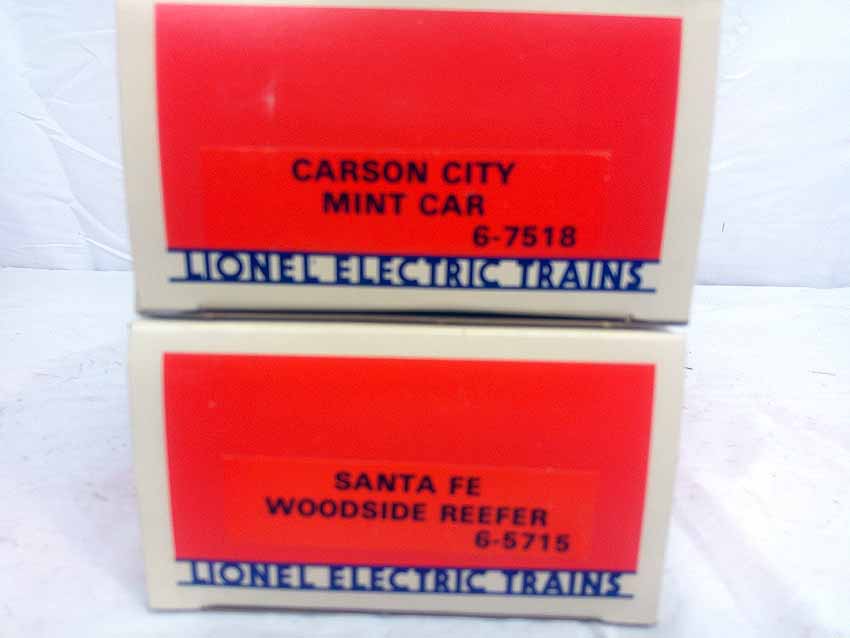 CARSON CITY
MINT CAR
6-7518
LIONEL ELECTRIC TRAINS
SANTA FE
WOODSIDE REEFER
6-5715
LIONEL ELECTRIC TRAINS